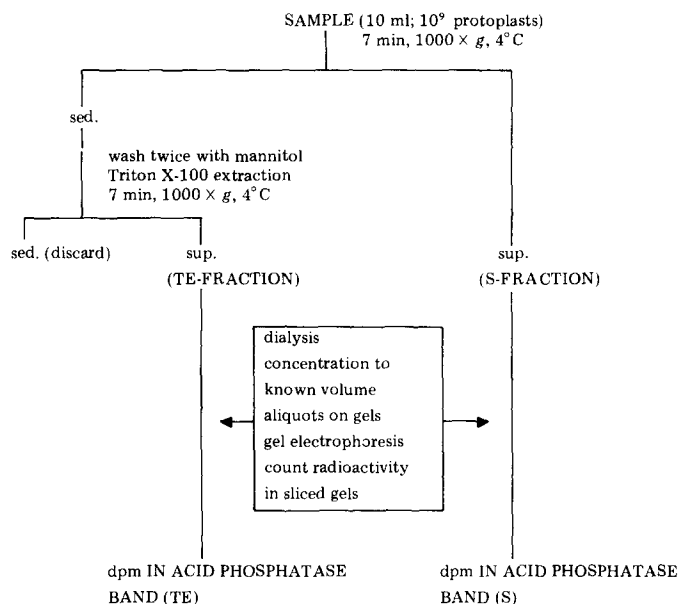 SAMPLE (10 ml; 10⁹ protoplasts)
7 min, 1000 × g, 4°C
sed.
wash twice with mannitol
Triton X-100 extraction
7 min, 1000 × g, 4°C
sed. (discard)
sup.
(TE-FRACTION)
sup.
(S-FRACTION)
dialysis
concentration to
known volume
aliquots on gels
gel electrophoresis
count radioactivity
in sliced gels
dpm IN ACID PHOSPHATASE
BAND (TE)
dpm IN ACID PHOSPHATASE
BAND (S)